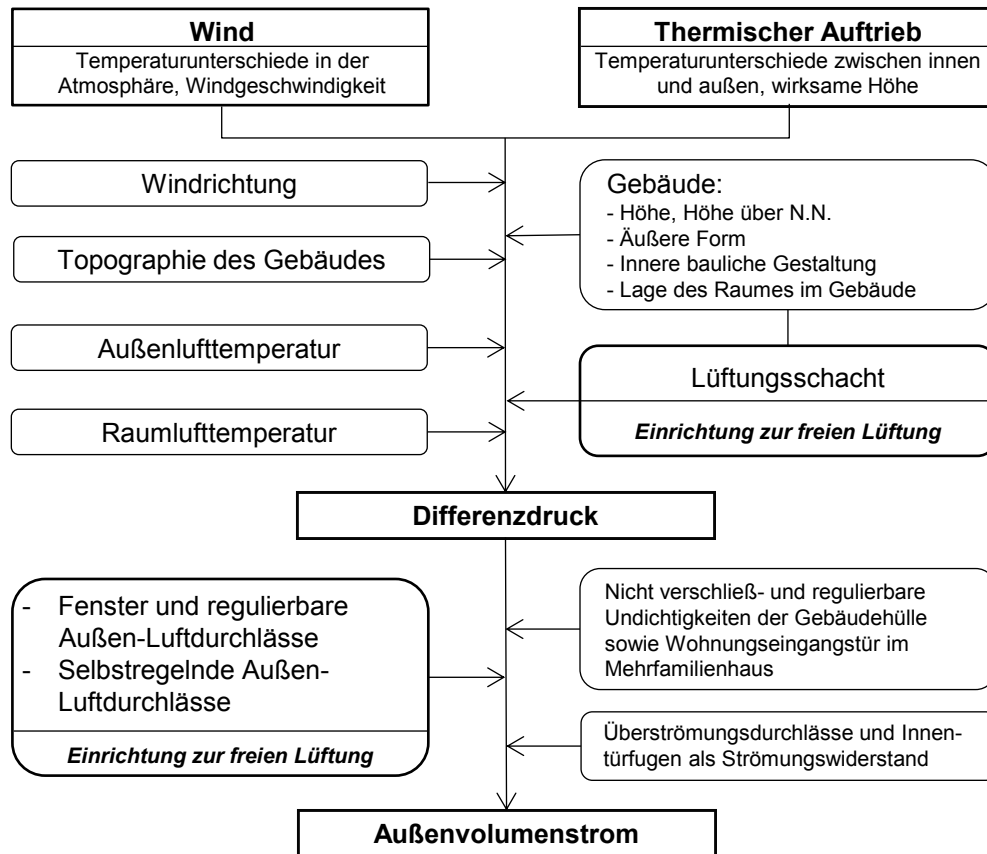 Wind
Temperaturunterschiede in der
Atmosphäre, Windgeschwindigkeit
Thermischer Auftrieb
Temperaturunterschiede zwischen innen
und außen, wirksame Höhe
Windrichtung
Gebäude:
- Höhe, Höhe über N.N.
- Äußere Form
- Innere bauliche Gestaltung
- Lage des Raumes im Gebäude
Topographie des Gebäudes
Außenlufttemperatur
Lüftungsschacht
Einrichtung zur freien Lüftung
Raumlufttemperatur
Differenzdruck
- Fenster und regulierbare
Außen-Luftdurchlässe
- Selbstregelnde Außen-
Luftdurchlässe
Einrichtung zur freien Lüftung
Nicht verschließ- und regulierbare
Undichtigkeiten der Gebäudehülle
sowie Wohnungseingangstür im
Mehrfamilienhaus
Überströmungsdurchlässe und Innen-
türfugen als Strömungswiderstand
Außenvolumenstrom